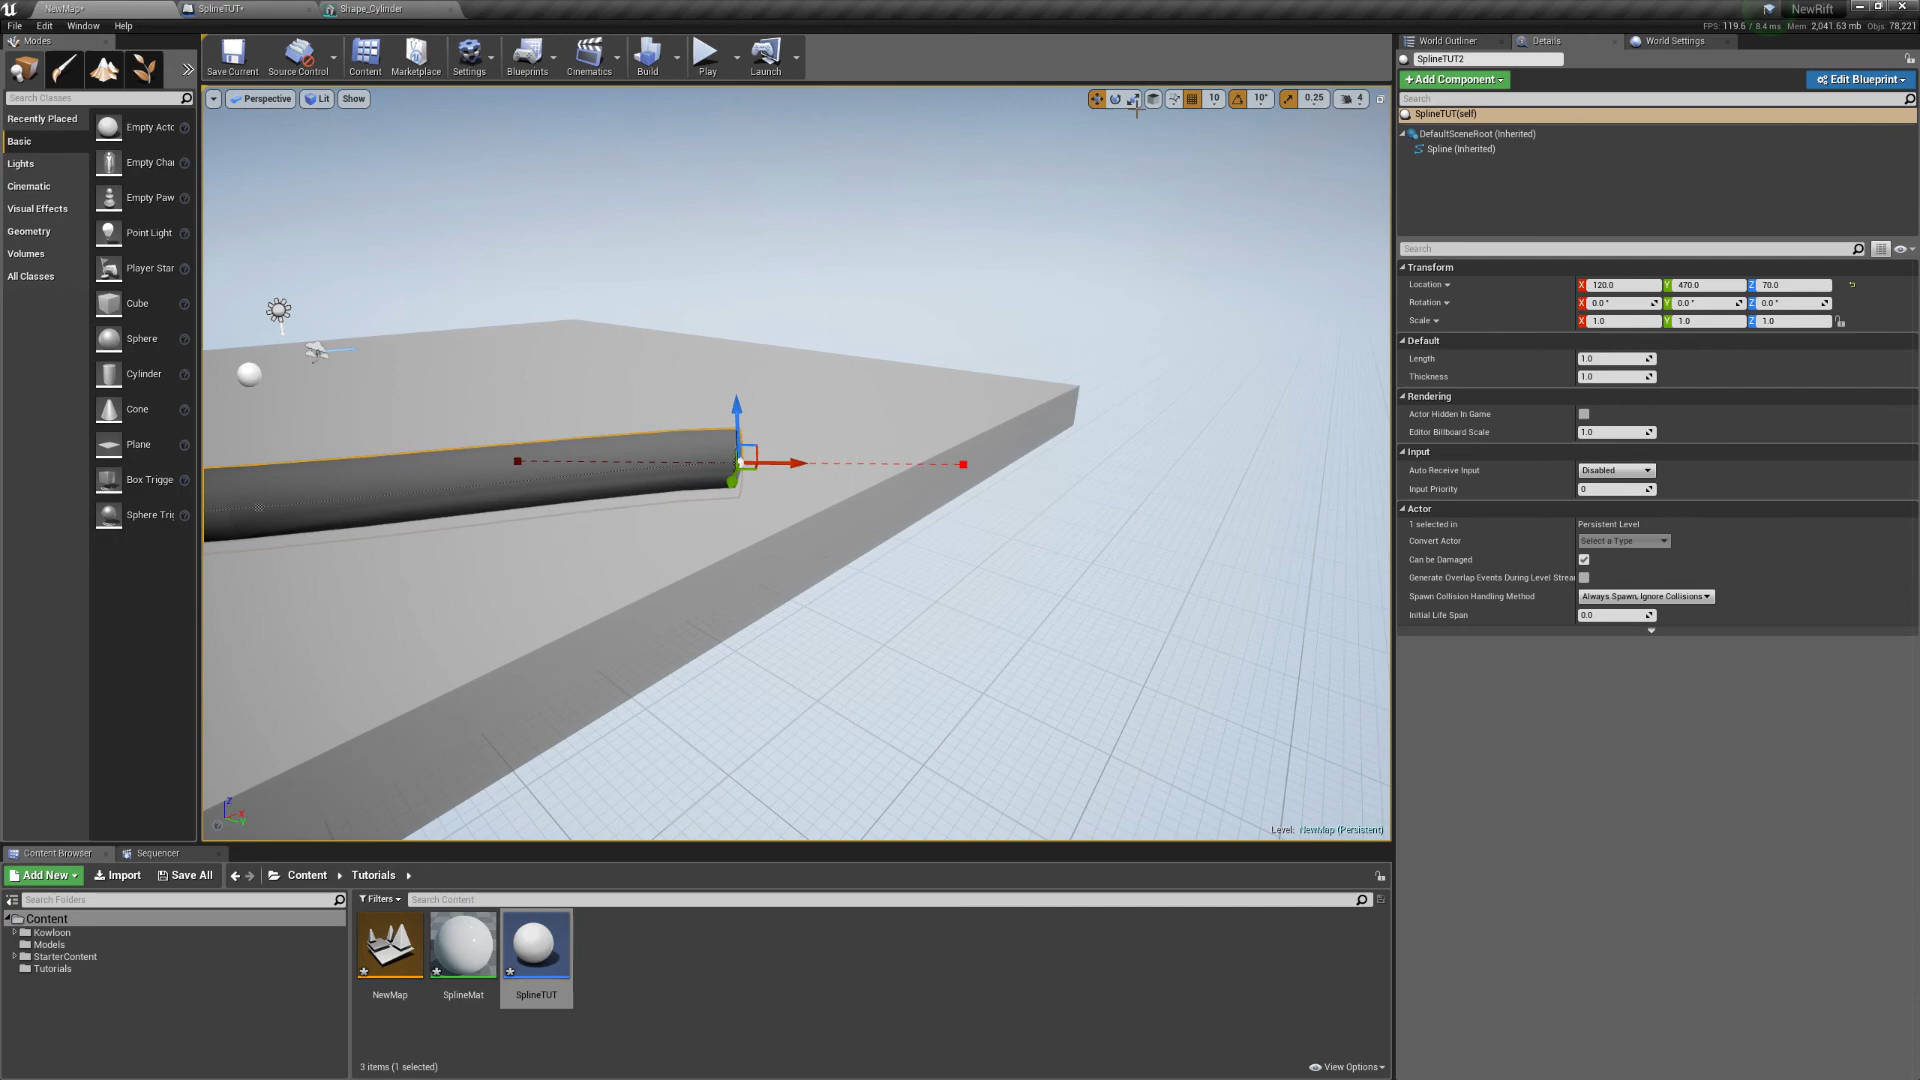 NewMap*
SplineTUT*
Shape_Cylinder
NewRift
File Edit Window Help
FPS: 119.6 / 8.4 ms Mem: 2,041.63 mb Objs: 78,221
Modes
Search Classes
Recently Placed
Basic
Lights
Cinematic
Visual Effects
Geometry
Volumes
All Classes
Empty Acto
Empty Char
Empty Paw
Point Light
Player Star
Cube
Sphere
Cylinder
Cone
Plane
Box Trigge
Sphere Trig
Save Current
Source Control
Content
Marketplace
Settings
Blueprints
Cinematics
Build
Play
Launch
Perspective
Lit
Show
10
10°
0.25
4
Z
X
Y
Level: NewMap (Persistent)
World Outliner
Details
World Settings
SplineTUT2
+Add Component
Edit Blueprint
Search
SplineTUT(self)
DefaultSceneRoot (Inherited)
Spline (Inherited)
Search
Transform
Location X 120.0 Y 470.0 Z 70.0
Rotation X 0.0 ° Y 0.0 ° Z 0.0 °
Scale X 1.0 Y 1.0 Z 1.0
Default
Length 1.0
Thickness 1.0
Rendering
Actor Hidden In Game
Editor Billboard Scale 1.0
Input
Auto Receive Input Disabled
Input Priority 0
Actor
1 selected in Persistent Level
Convert Actor Select a Type
Can be Damaged
Generate Overlap Events During Level Strea
Spawn Collision Handling Method Always Spawn, Ignore Collisions
Initial Life Span 0.0
Content Browser
Sequencer
Add New
Import
Save All
Content
Tutorials
Search Folders
Content
Kowloon
Models
StarterContent
Tutorials
Filters
Search Content
NewMap
SplineMat
SplineTUT
3 items (1 selected)
View Options